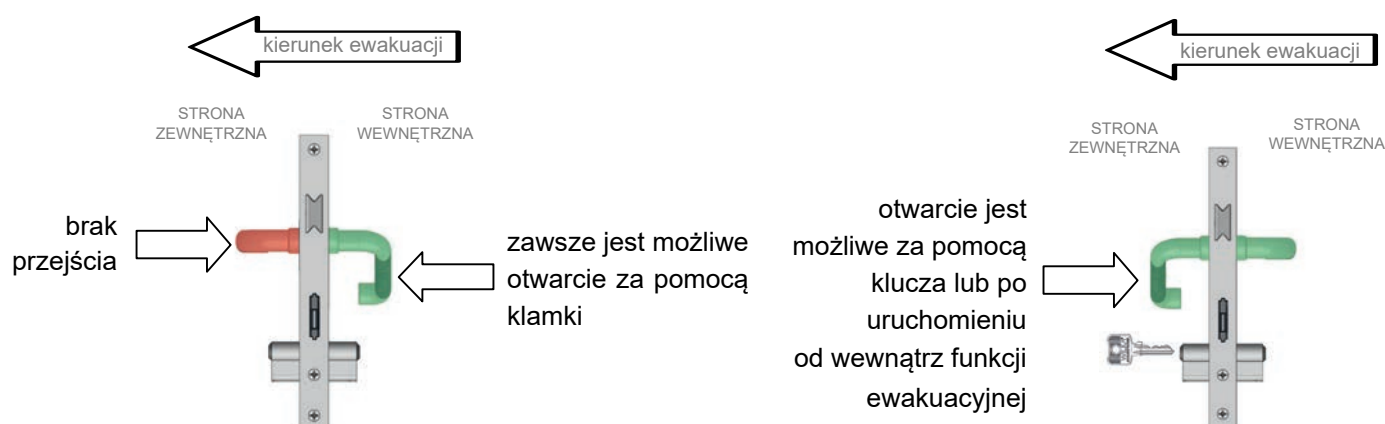 kierunek ewakuacji
STRONA
ZEWNĘTRZNA
STRONA
WEWNĘTRZNA
brak
przejścia
zawsze jest możliwe
otwarcie za pomocą
klamki
kierunek ewakuacji
STRONA
ZEWNĘTRZNA
STRONA
WEWNĘTRZNA
otwarcie jest
możliwe za pomocą
klucza lub po
uruchomieniu
od wewnątrz funkcji
ewakuacyjnej